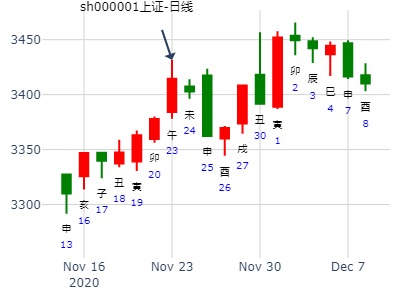 sh000001上证-日线
3450
3400
3350
3300
申
13
亥
16
子
17
丑
18
寅
19
卯
20
午
23
未
24
申
25
酉
26
戌
27
丑
30
寅
1
卯
2
辰
3
巳
4
申
7
酉
8
Nov 16
2020
Nov 23
Nov 30
Dec 7